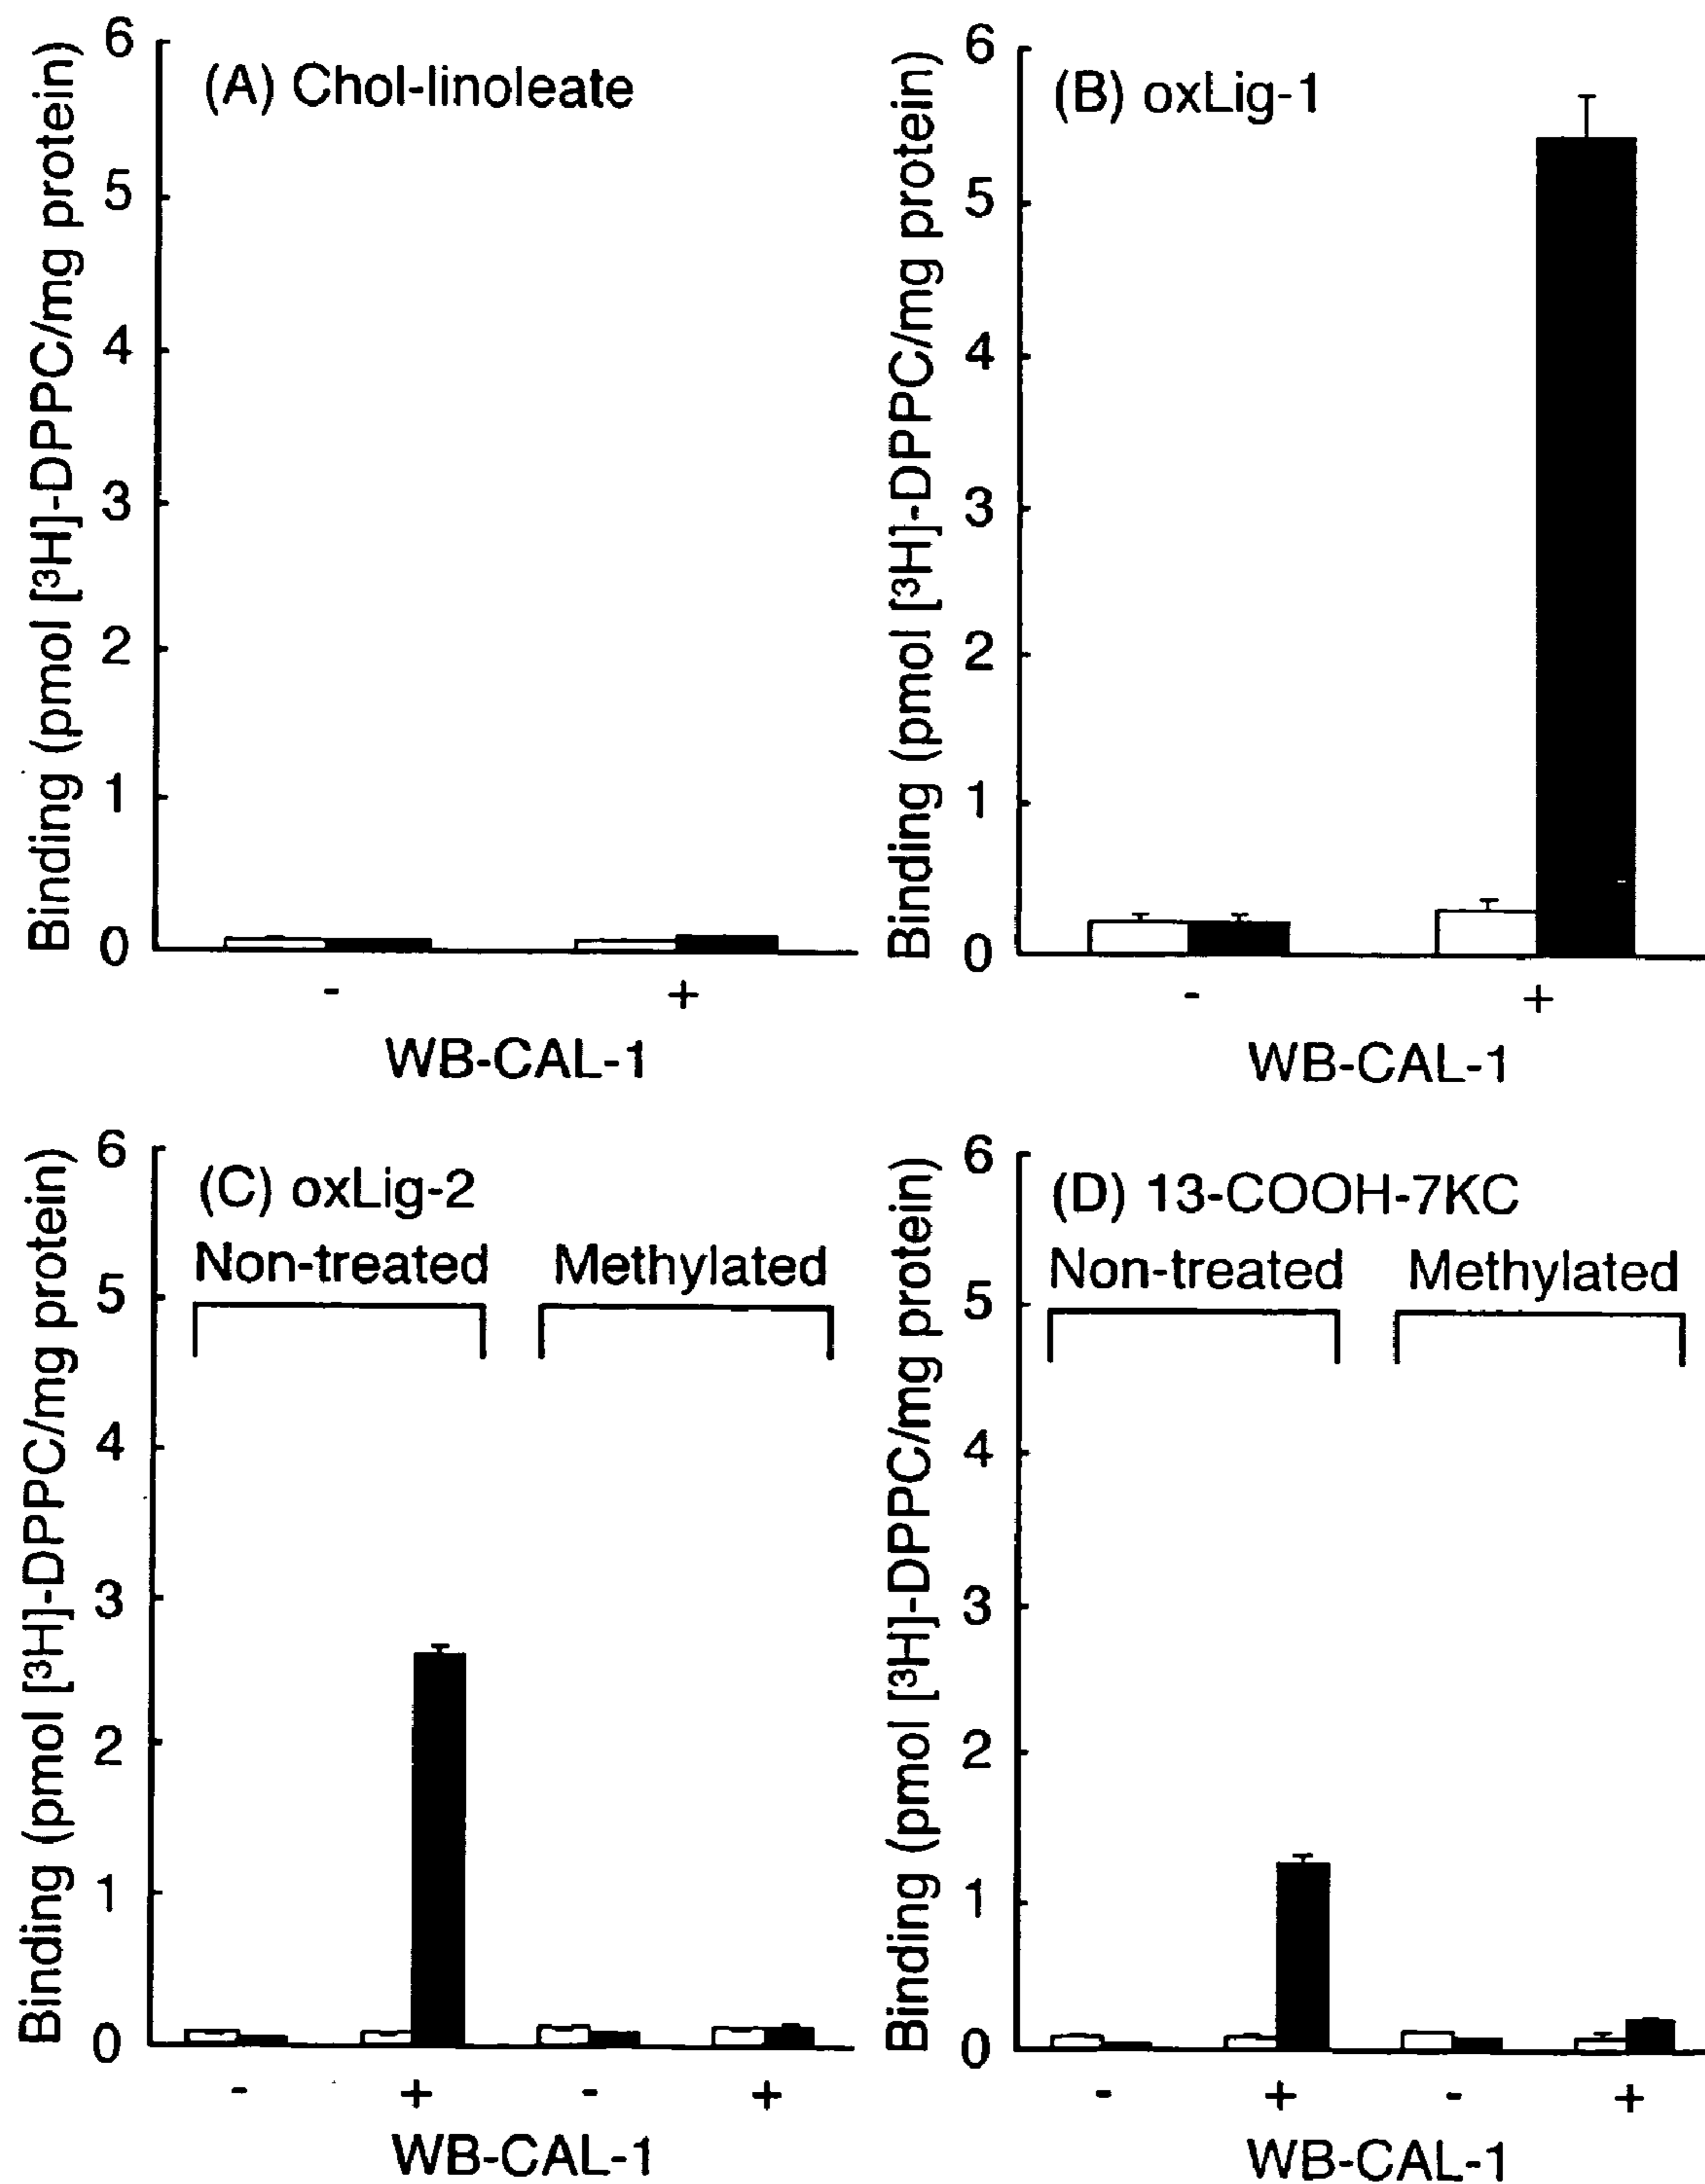 (A) Chol-linoleate
Binding (pmol [³H]-DPPC/mg protein)
6
5
4
3
2
1
0
- +
WB-CAL-1
(B) oxLig-1
Binding (pmol [³H]-DPPC/mg protein)
6
5
4
3
2
1
0
- +
WB-CAL-1
(C) oxLig-2
Non-treated Methylated
Binding (pmol [³H]-DPPC/mg protein)
6
5
4
3
2
1
0
- + - +
WB-CAL-1
(D) 13-COOH-7KC
Non-treated Methylated
Binding (pmol [³H]-DPPC/mg protein)
6
5
4
3
2
1
0
- + - +
WB-CAL-1